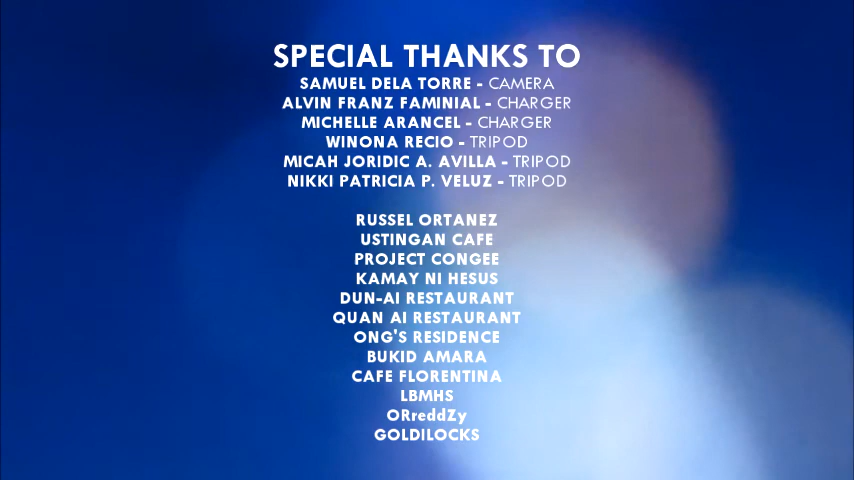 SPECIAL THANKS TO
SAMUEL DELA TORRE - CAMERA
ALVIN FRANZ FAMINIAL - CHARGER
MICHELLE ARANCEL - CHARGER
WINONA RECIO - TRIPOD
MICAH JORIDIC A. AVILLA - TRIPOD
NIKKI PATRICIA P. VELUZ - TRIPOD
RUSSEL ORTANEZ
USTINGAN CAFE
PROJECT CONGEE
KAMAY NI HESUS
DUN-AI RESTAURANT
QUAN AI RESTAURANT
ONG'S RESIDENCE
BUKID AMARA
CAFE FLORENTINA
LBMHS
ORreddZy
GOLDILOCKS